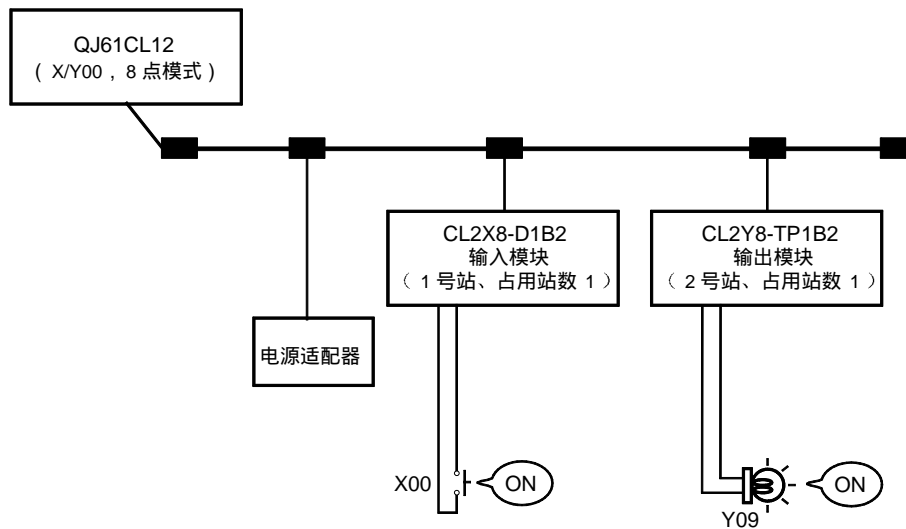 QJ61CL12
( X/Y00 , 8 点模式 )
CL2X8-D1B2
输入模块
( 1 号站、占用站数 1 )
CL2Y8-TP1B2
输出模块
( 2 号站、占用站数 1 )
电源适配器
X00
ON
ON
Y09